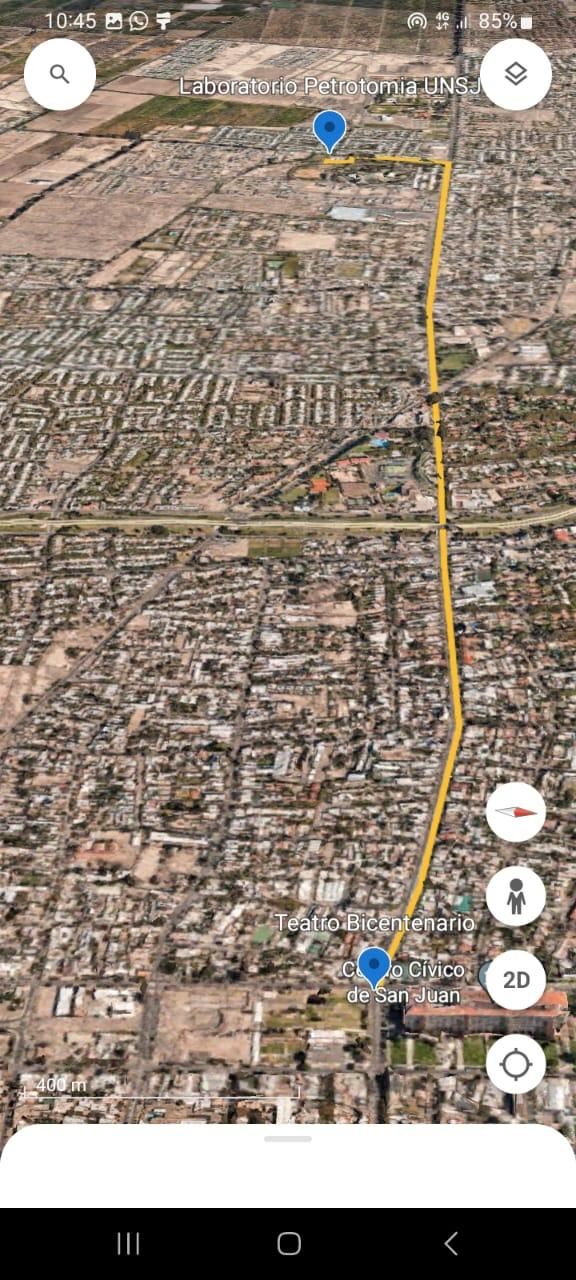 10:45
4G
85%
Laboratorio Petrotomia UNSJ
Teatro Bicentenario
Cívico
de San Juan
2D
400 m